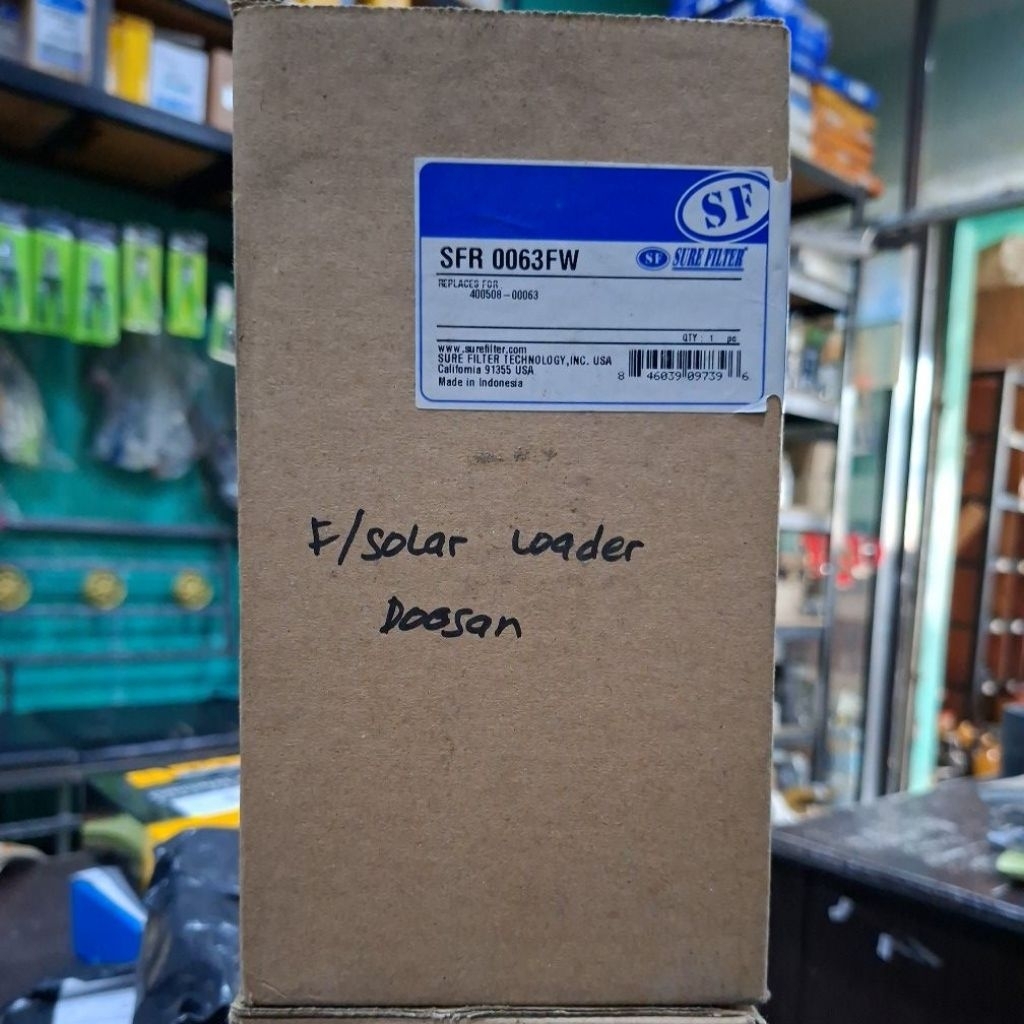 SF
SFR 0063FW
SF SURE FILTER
REPLACES FOR
400508-00063
QTY : 1 pc
www.surefilter.com
SURE FILTER TECHNOLOGY,INC. USA
California 91355 USA
Made in Indonesia
8 46039 09739 6
F/solar Loader
Doosan